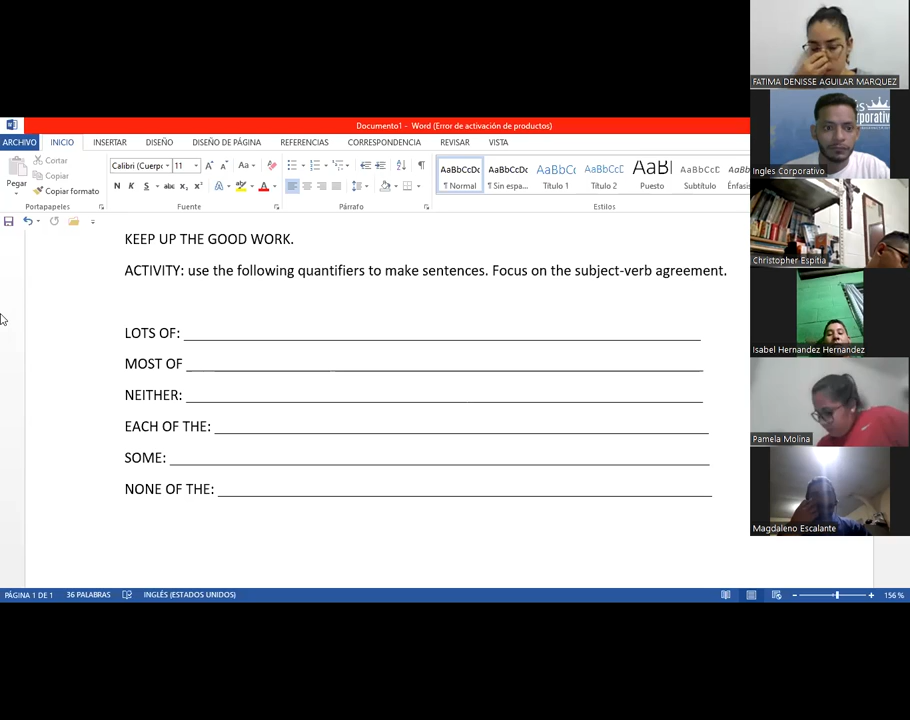 Documento1 - Word (Error de activación de productos)
ARCHIVO INICIO INSERTAR DISEÑO DISEÑO DE PÁGINA REFERENCIAS CORRESPONDENCIA REVISAR VISTA
Pegar
Cortar
Copiar
Copiar formato
Portapapeles
Calibri (Cuerpo 11
N K S abc x₂ x²
Fuente
Párrafo
AaBbCcDc AaBbCcDc AaBbCc AaBbCcC AaBl AaBbCcD AaBbCcDc
¶ Normal ¶ Sin espa... Título 1 Título 2 Puesto Subtítulo Énfasis
Estilos
KEEP UP THE GOOD WORK.
ACTIVITY: use the following quantifiers to make sentences. Focus on the subject-verb agreement.
LOTS OF:
MOST OF
NEITHER:
EACH OF THE:
SOME:
NONE OF THE:
PÁGINA 1 DE 1 36 PALABRAS INGLÉS (ESTADOS UNIDOS) 156 %
FATIMA DENISSE AGUILAR MARQUEZ
Ingles Corporativo
Christopher Espitia
Isabel Hernandez Hernandez
Pamela Molina
Magdaleno Escalante